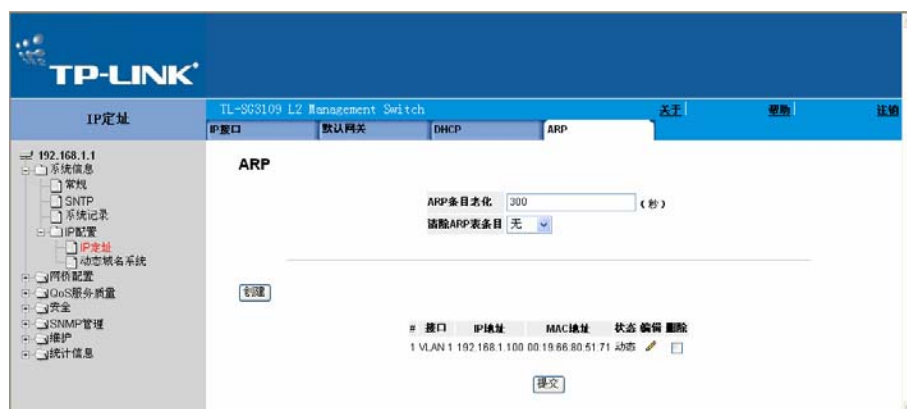 TP-LINK
IP定址
TL-SG3109 L2 Management Switch
关于
帮助
注销
IP接口
默认网关
DHCP
ARP
192.168.1.1
系统信息
常规
SNTP
系统记录
IP配置
IP定址
动态域名系统
网桥配置
QoS服务质量
安全
SNMP管理
维护
统计信息
ARP
ARP条目老化 300 (秒)
清除ARP表条目 无
创建
# 接口 IP地址 MAC地址 状态 编辑 删除
1 VLAN 1 192.168.1.100 00:19:66:80:51:71 动态
提交